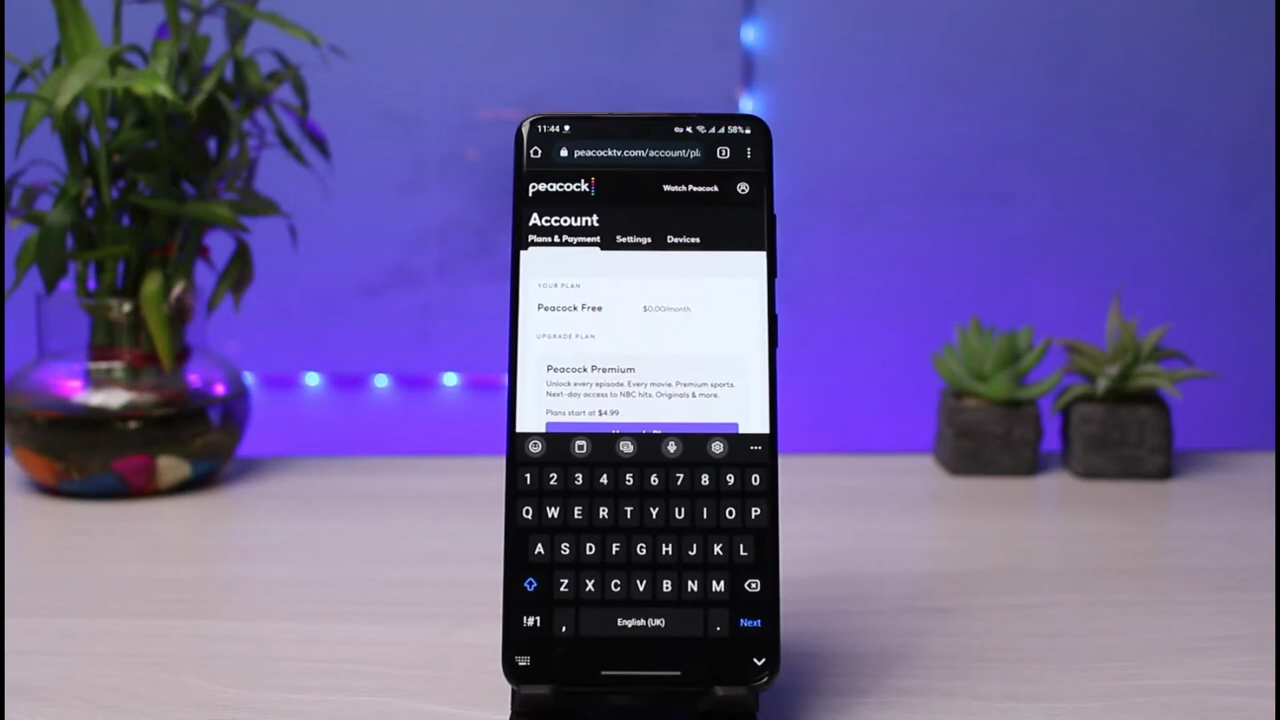 11:44
58%
peacocktv.com/account/pl
3
peacock
Watch Peacock
Account
Plans & Payment Settings Devices
YOUR PLAN
Peacock Free $0.00/month
UPGRADE PLAN
Peacock Premium
Unlock every episode. Every movie. Premium sports.
Next-day access to NBC hits. Originals & more.
Plans start at $4.99
1 2 3 4 5 6 7 8 9 0
Q W E R T Y U I O P
A S D F G H J K L
Z X C V B N M
!#1 , English (UK) . Next